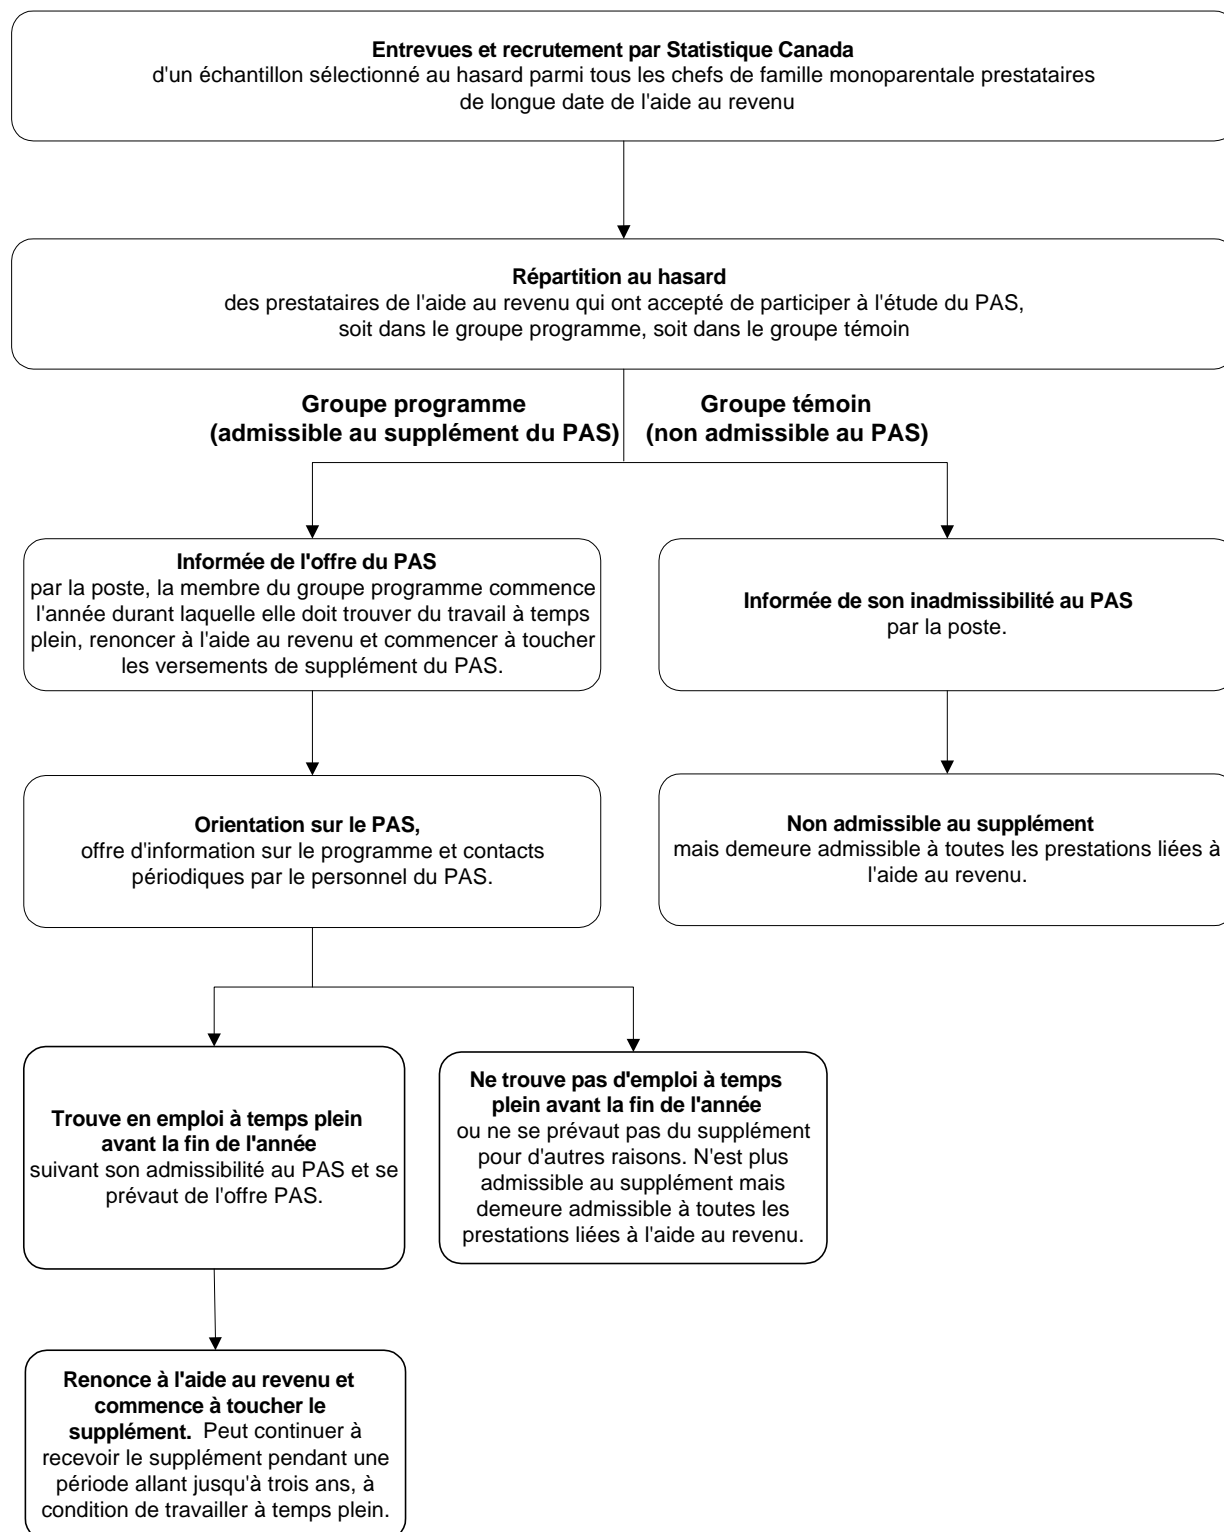 Entrevues et recrutement par Statistique Canada
d'un échantillon sélectionné au hasard parmi tous les chefs de famille monoparentale prestataires
de longue date de l'aide au revenu
Répartition au hasard
des prestataires de l'aide au revenu qui ont accepté de participer à l'étude du PAS,
soit dans le groupe programme, soit dans le groupe témoin
Groupe programme
(admissible au supplément du PAS)
Groupe témoin
(non admissible au PAS)
Informée de l'offre du PAS
par la poste, la membre du groupe programme commence
l'année durant laquelle elle doit trouver du travail à temps
plein, renoncer à l'aide au revenu et commencer à toucher
les versements de supplément du PAS.
Informée de son inadmissibilité au PAS
par la poste.
Orientation sur le PAS,
offre d'information sur le programme et contacts
périodiques par le personnel du PAS.
Non admissible au supplément
mais demeure admissible à toutes les prestations liées à
l'aide au revenu.
Trouve en emploi à temps plein
avant la fin de l'année
suivant son admissibilité au PAS et se
prévaut de l'offre PAS.
Ne trouve pas d'emploi à temps
plein avant la fin de l'année
ou ne se prévaut pas du supplément
pour d'autres raisons. N'est plus
admissible au supplément mais
demeure admissible à toutes les
prestations liées à l'aide au revenu.
Renonce à l'aide au revenu et
commence à toucher le
supplément. Peut continuer à
recevoir le supplément pendant une
période allant jusqu'à trois ans, à
condition de travailler à temps plein.